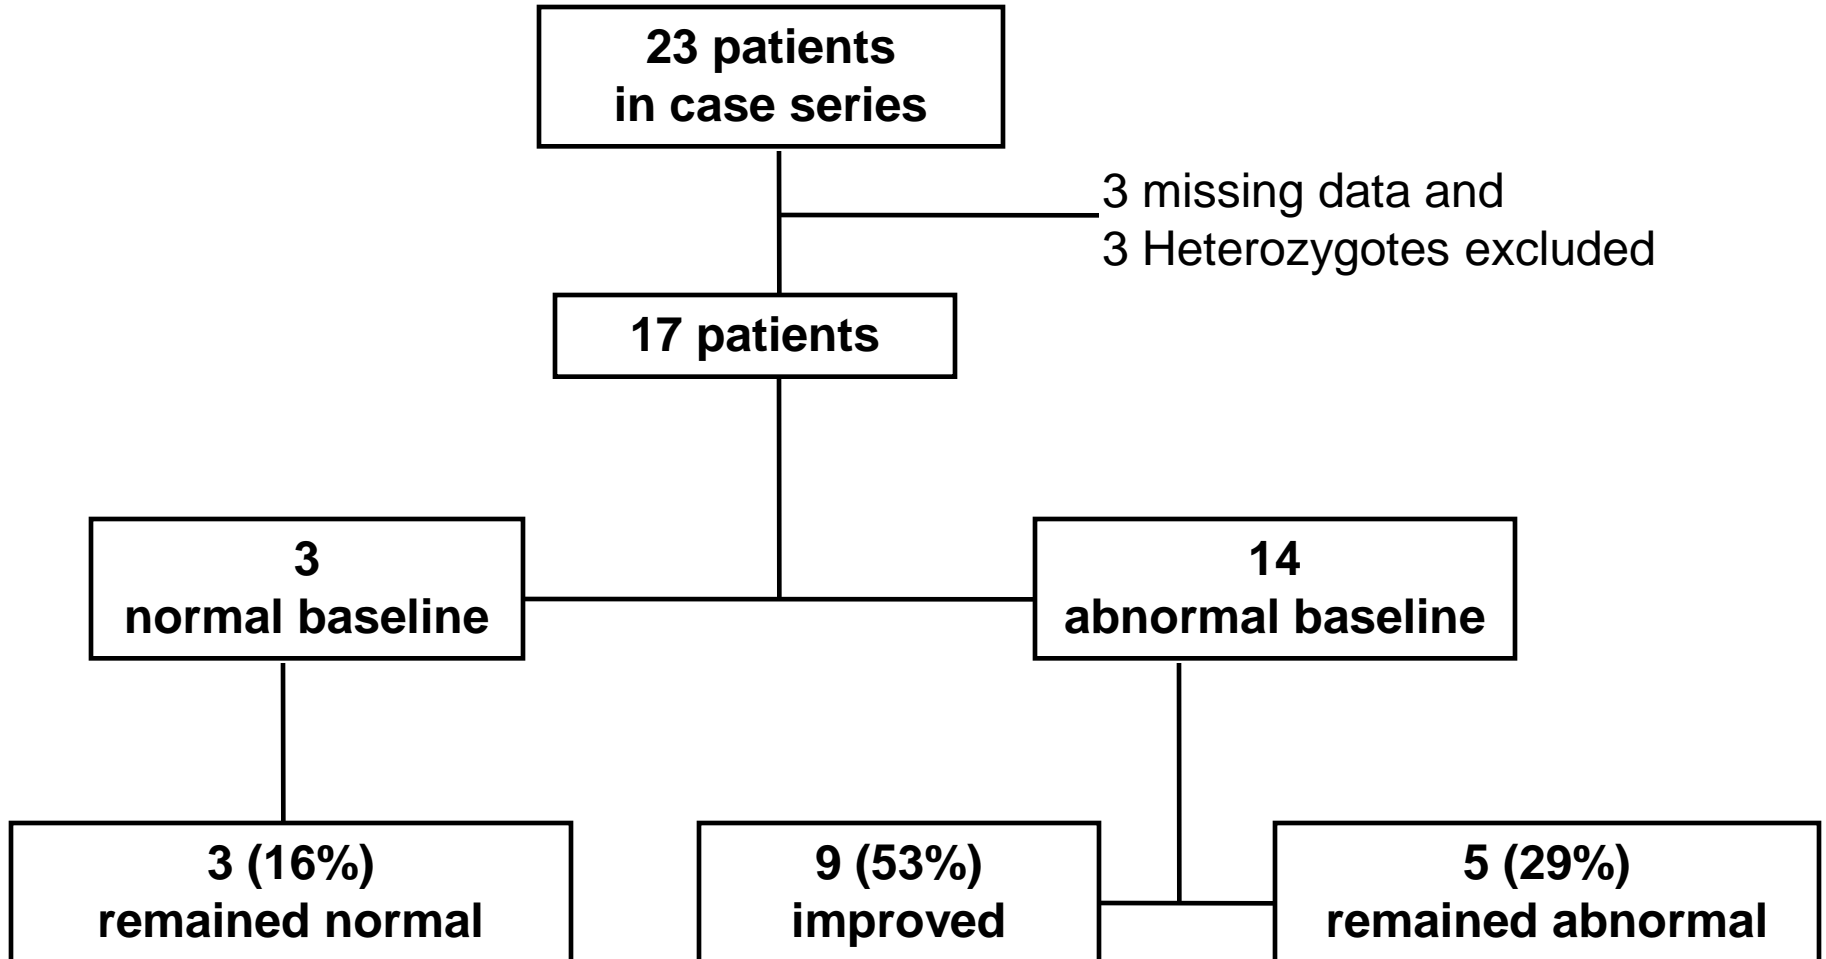 23 patients
in case series
3 missing data and
3 Heterozygotes excluded
17 patients
3
normal baseline
14
abnormal baseline
3 (16%)
remained normal
9 (53%)
improved
5 (29%)
remained abnormal